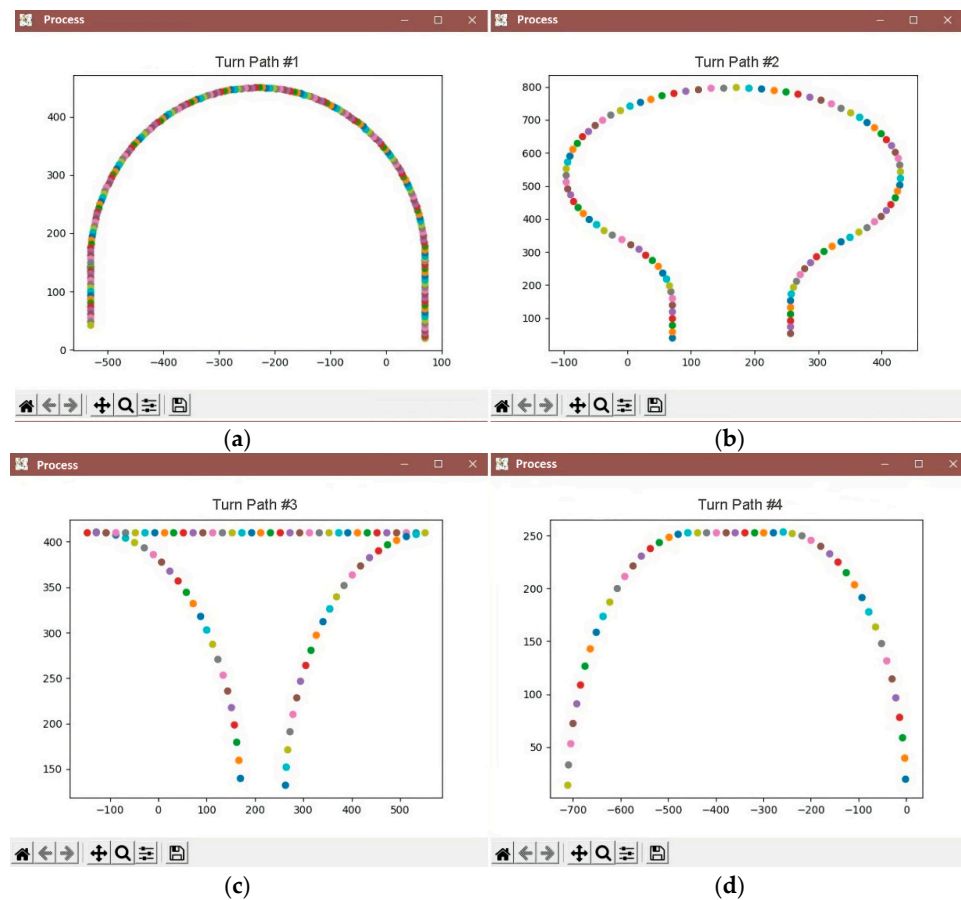 Process
Turn Path #1
400
300
200
100
0
−500 −400 −300 −200 −100 0 100
(a)
Process
Turn Path #2
800
700
600
500
400
300
200
100
−100 0 100 200 300 400
(b)
Process
Turn Path #3
400
350
300
250
200
150
−100 0 100 200 300 400 500
(c)
Process
Turn Path #4
250
200
150
100
50
−700 −600 −500 −400 −300 −200 −100 0
(d)